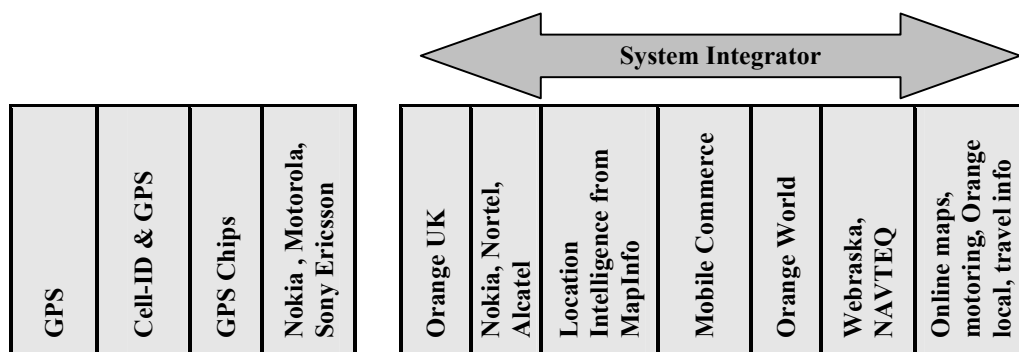 System Integrator
GPS
Cell-ID & GPS
GPS Chips
Nokia , Motorola,
Sony Ericsson
Orange UK
Nokia, Nortel,
Alcatel
Location
Intelligence from
MapInfo
Mobile Commerce
Orange World
Webraska,
NAVTEQ
Online maps,
motoring, Orange
local, travel info